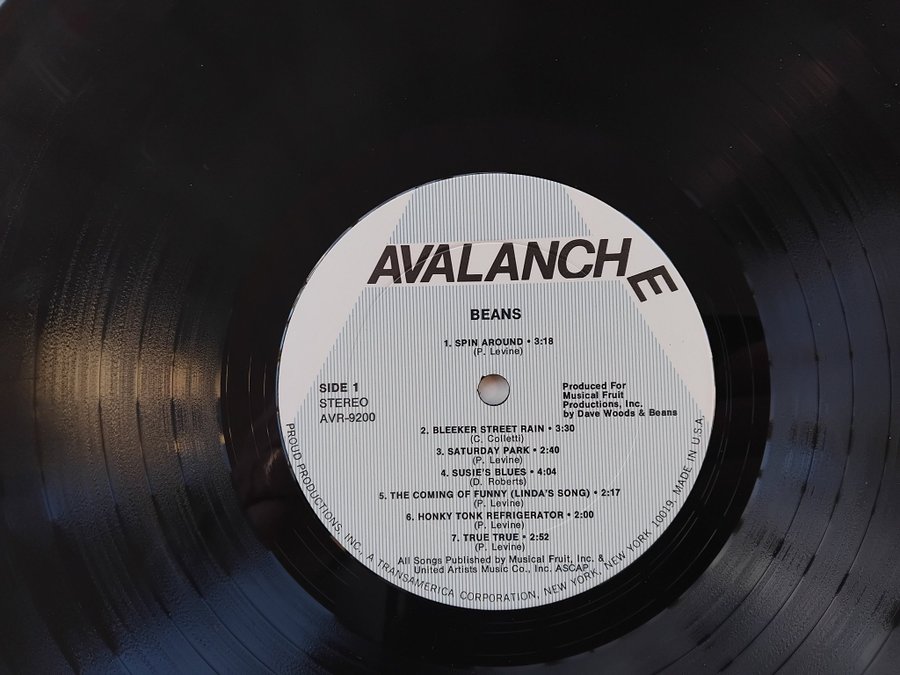 AVALANCHE
BEANS
1. SPIN AROUND • 3:18
(P. Levine)
SIDE 1
STEREO
AVR-9200
Produced For
Musical Fruit
Productions, Inc.
by Dave Woods & Beans
2. BLEEKER STREET RAIN • 3:30
(C. Colletti)
3. SATURDAY PARK • 2:40
(P. Levine)
4. SUSIE'S BLUES • 4:04
(D. Roberts)
5. THE COMING OF FUNNY (LINDA'S SONG) • 2:17
(P. Levine)
6. HONKY TONK REFRIGERATOR • 2:00
(P. Levine)
7. TRUE TRUE • 2:52
(P. Levine)
All Songs Published by Musical Fruit, Inc. &
United Artists Music Co., Inc. ASCAP
PROUD PRODUCTIONS, INC., A TRANSAMERICA CORPORATION, NEW YORK, NEW YORK 10019, MADE IN U.S.A.